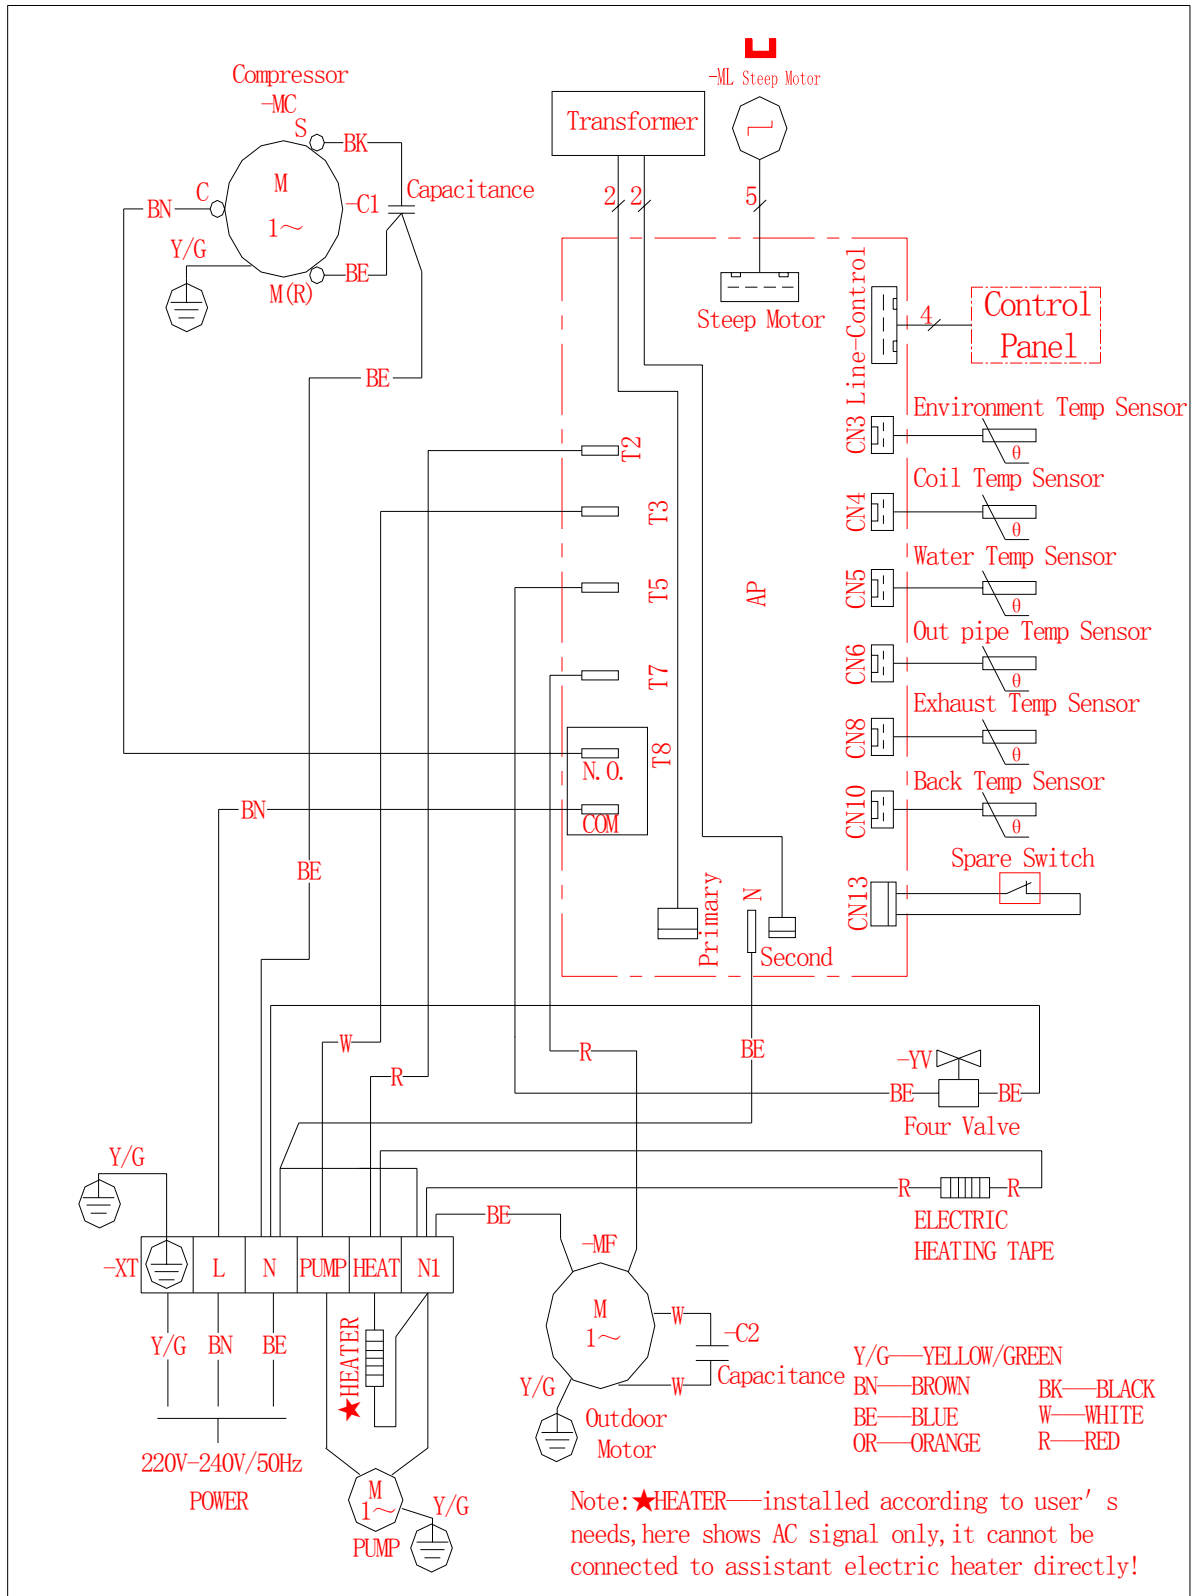 Compressor
-MC
S
BK
C
M
1~
BN
-C1
Capacitance
Y/G
BE
M(R)
BE
-ML Steep Motor
Transformer
2
2
5
Steep Motor
Line-Control
4
Control
Panel
CN3
Environment Temp Sensor
θ
CN4
Coil Temp Sensor
θ
CN5
Water Temp Sensor
θ
CN6
Out pipe Temp Sensor
θ
CN8
Exhaust Temp Sensor
θ
CN10
Back Temp Sensor
θ
CN13
Spare Switch
T2
T3
T5
T7
T8
N.O.
COM
AP
Primary
N
Second
BN
BE
W
R
R
BE
-YV
BE
BE
Four Valve
R
R
ELECTRIC
HEATING TAPE
Y/G
-XT
L
N
PUMP
HEAT
N1
BE
-MF
M
1~
W
W
-C2
Capacitance
Y/G
Outdoor
Motor
Y/G
BN
BE
220V-240V/50Hz
POWER
★HEATER
M
1~
PUMP
Y/G
Y/G—YELLOW/GREEN
BN—BROWN
BK—BLACK
BE—BLUE
W—WHITE
OR—ORANGE
R—RED
Note:★HEATER—installed according to user's
needs,here shows AC signal only,it cannot be
connected to assistant electric heater directly!